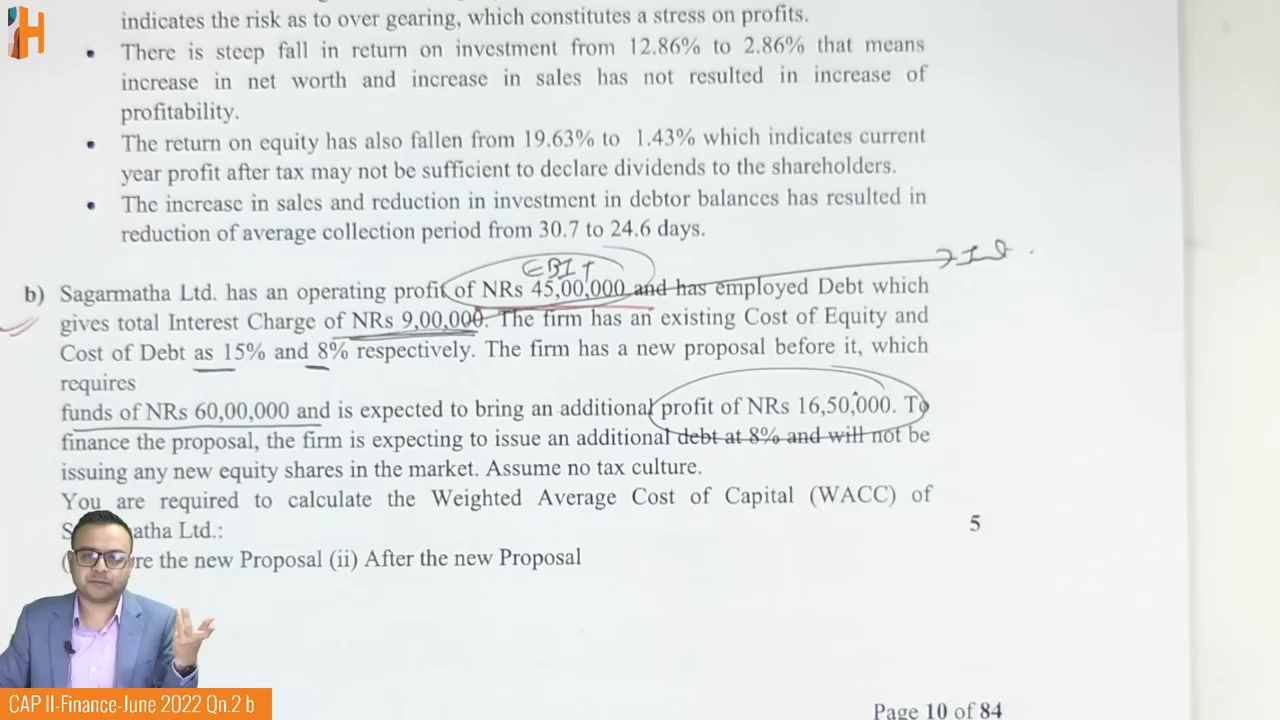 H
indicates the risk as to over gearing, which constitutes a stress on profits.
• There is steep fall in return on investment from 12.86% to 2.86% that means
increase in net worth and increase in sales has not resulted in increase of
profitability.
• The return on equity has also fallen from 19.63% to 1.43% which indicates current
year profit after tax may not be sufficient to declare dividends to the shareholders.
• The increase in sales and reduction in investment in debtor balances has resulted in
reduction of average collection period from 30.7 to 24.6 days.
EBIT
b) Sagarmatha Ltd. has an operating profit of NRs 45,00,000 and has employed Debt which
gives total Interest Charge of NRs 9,00,000. The firm has an existing Cost of Equity and
Cost of Debt as 15% and 8% respectively. The firm has a new proposal before it, which
requires
funds of NRs 60,00,000 and is expected to bring an additional profit of NRs 16,50,000. To
finance the proposal, the firm is expecting to issue an additional debt at 8% and will not be
issuing any new equity shares in the market. Assume no tax culture.
You are required to calculate the Weighted Average Cost of Capital (WACC) of
S atha Ltd.: 5
re the new Proposal (ii) After the new Proposal
CAP II-Finance-June 2022 Qn.2 b
Page 10 of 84